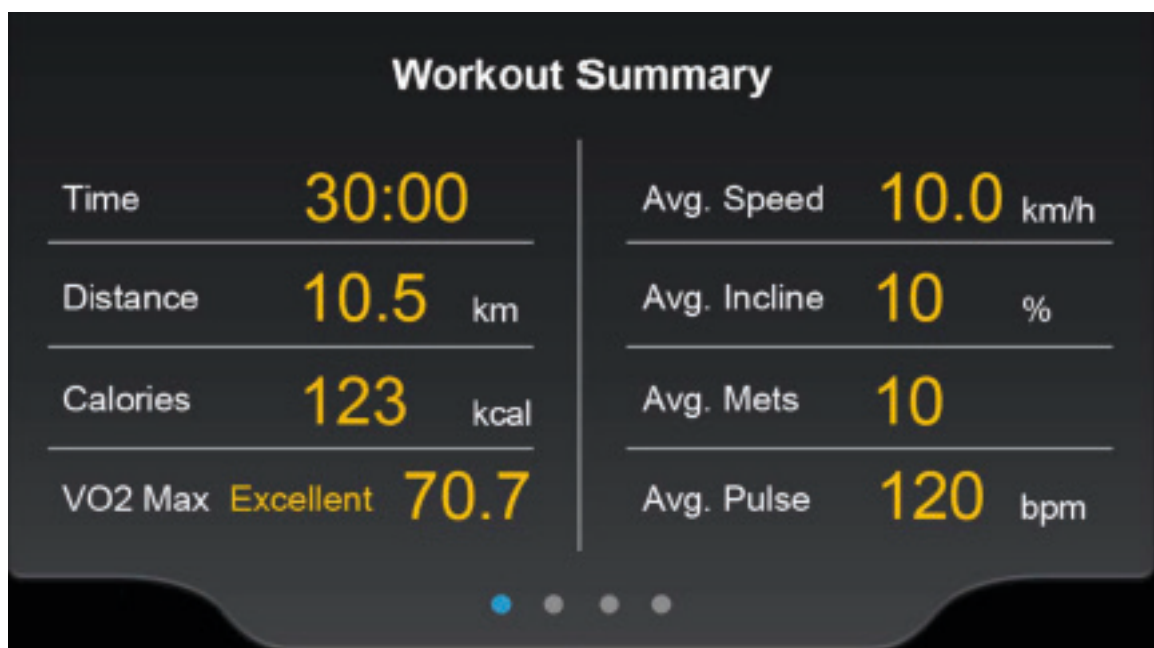 Workout Summary
Time 30:00
Distance 10.5 km
Calories 123 kcal
VO2 Max Excellent 70.7
Avg. Speed 10.0 km/h
Avg. Incline 10 %
Avg. Mets 10
Avg. Pulse 120 bpm